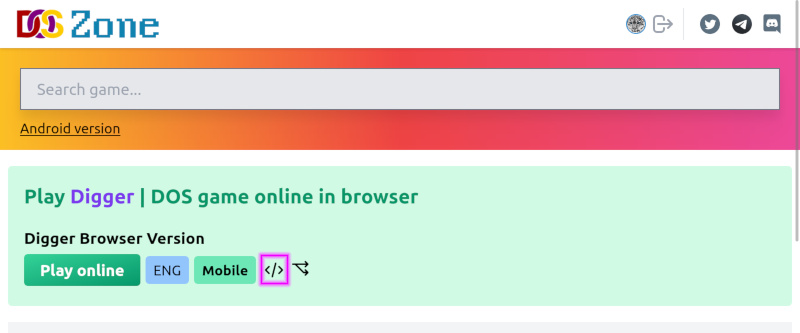 DOS Zone
Search game...
Android version
Play Digger | DOS game online in browser
Digger Browser Version
Play online ENG Mobile </>